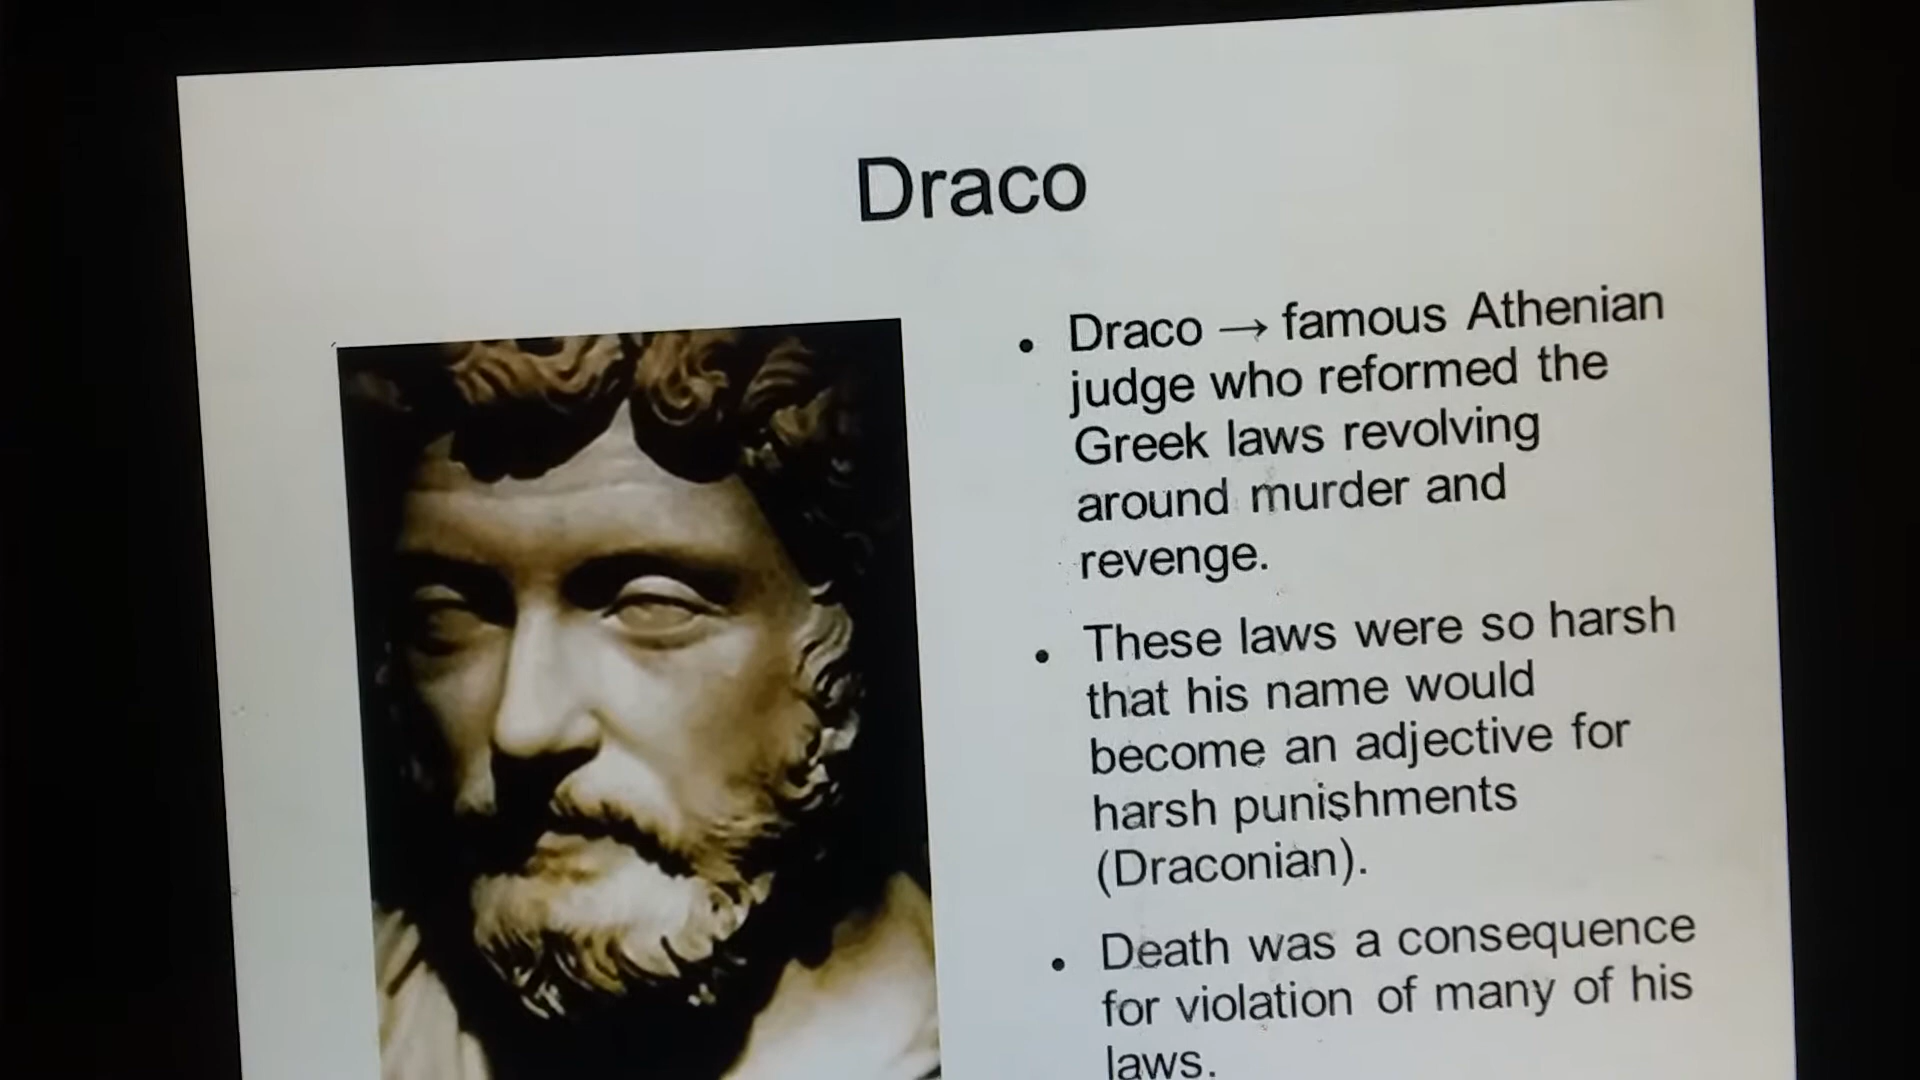 Draco
• Draco → famous Athenian
judge who reformed the
Greek laws revolving
around murder and
revenge.
• These laws were so harsh
that his name would
become an adjective for
harsh punishments
(Draconian).
• Death was a consequence
for violation of many of his
laws.